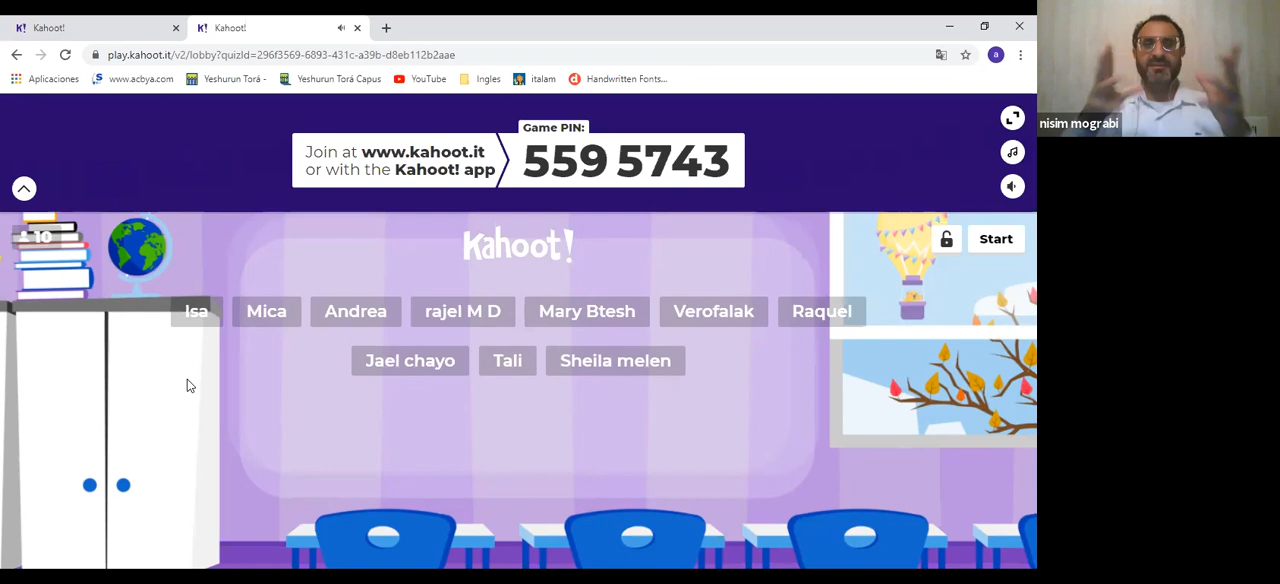 K! Kahoot!
K! Kahoot!
play.kahoot.it/v2/lobby?quizId=296f3569-6893-431c-a39b-d8eb112b2aae
a
Aplicaciones
www.acbya.com
Yeshurun Torá -
Yeshurun Torá Capus
YouTube
Ingles
italam
Handwritten Fonts...
nisim mograbi
Join at www.kahoot.it
or with the Kahoot! app
Game PIN:
559 5743
10
Kahoot!
Start
Isa
Mica
Andrea
rajel M D
Mary Btesh
Verofalak
Raquel
Jael chayo
Tali
Sheila melen